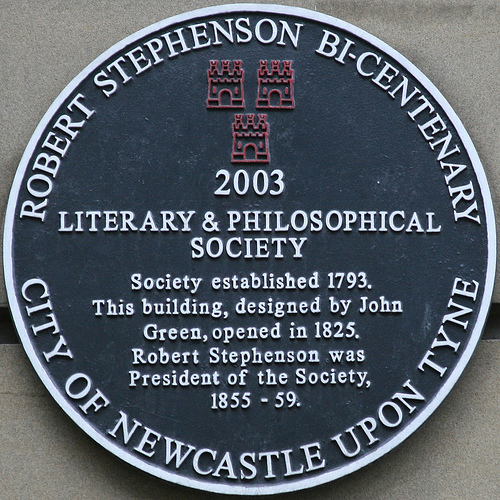 ROBERT STEPHENSON BI-CENTENARY
2003
LITERARY & PHILOSOPHICAL
SOCIETY
Society established 1793.
This building, designed by John
Green, opened in 1825.
Robert Stephenson was
President of the Society,
1855 - 59.
CITY OF NEWCASTLE UPON TYNE